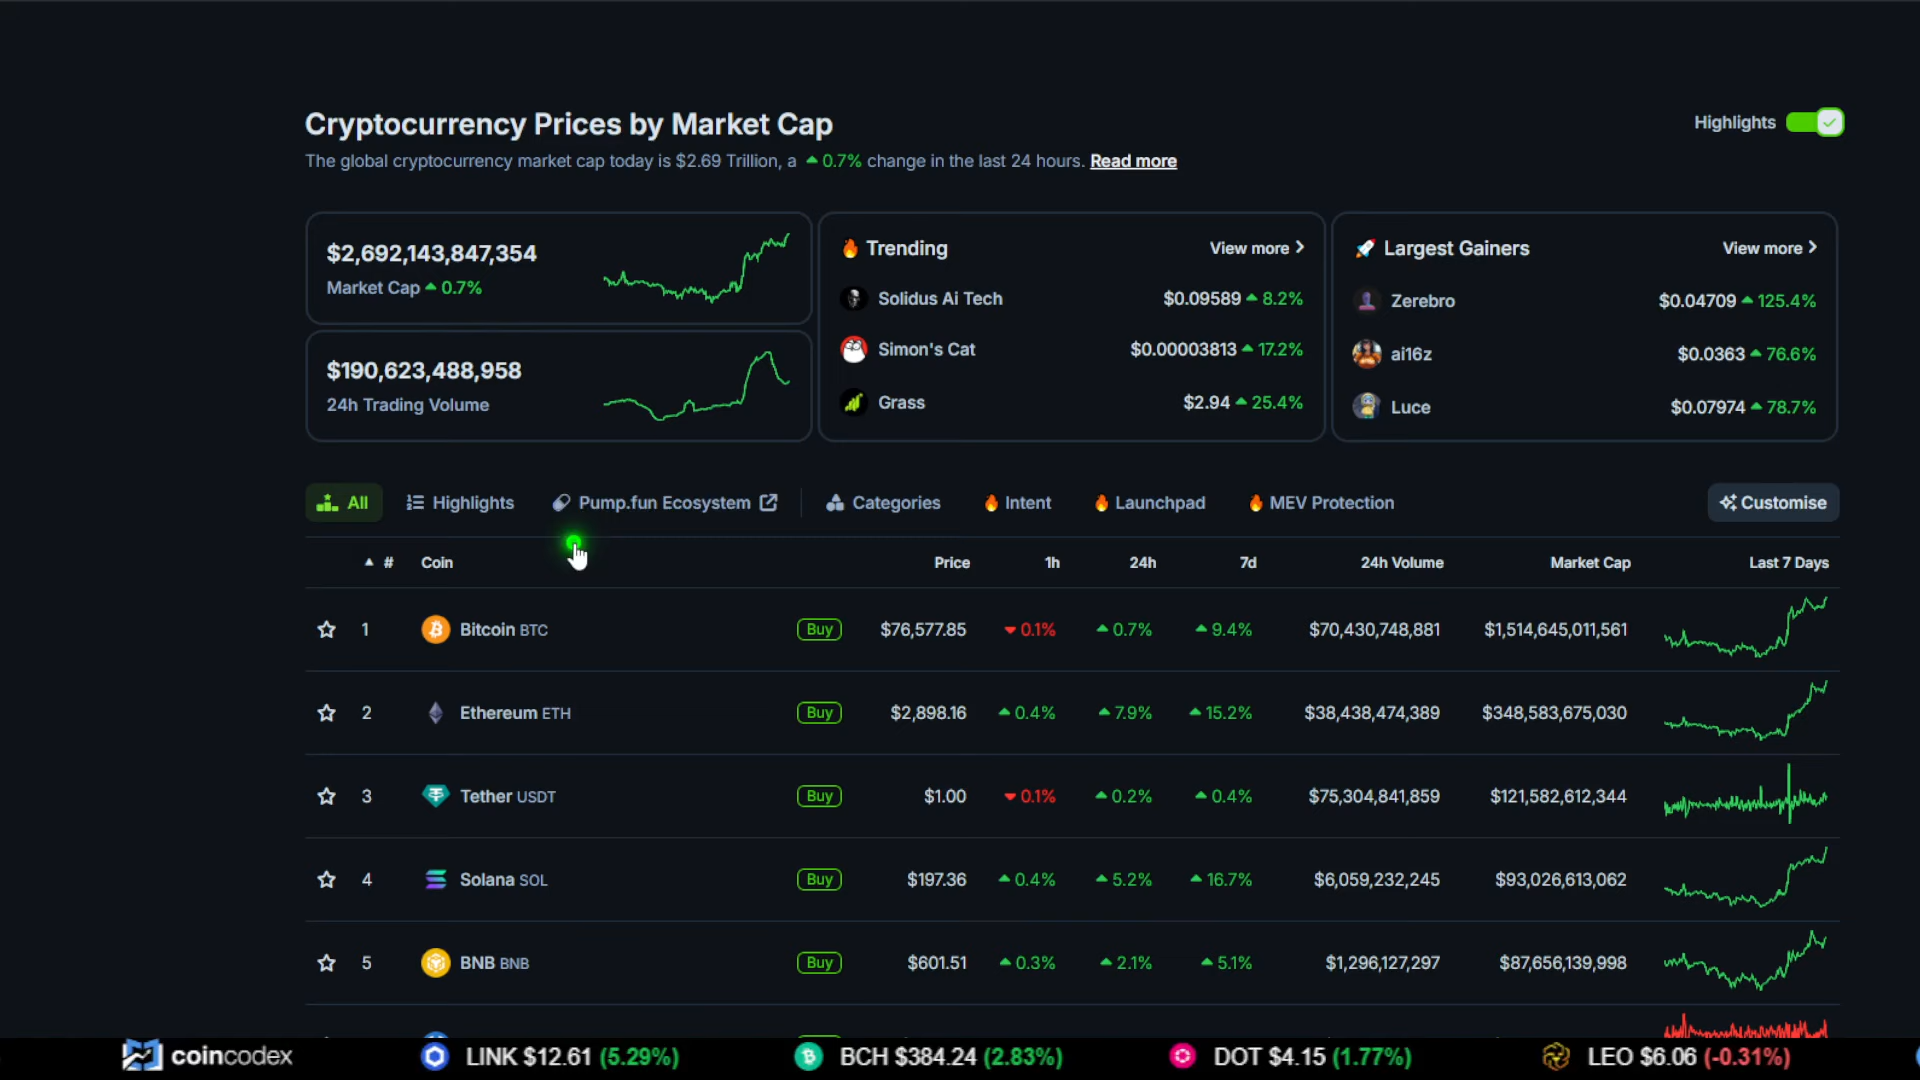 Cryptocurrency Prices by Market Cap
Highlights
The global cryptocurrency market cap today is $2.69 Trillion, a 0.7% change in the last 24 hours. Read more
$2,692,143,847,354
Market Cap 0.7%
$190,623,488,958
24h Trading Volume
Trending View more
Solidus Ai Tech $0.09589 8.2%
Simon's Cat $0.00003813 17.2%
Grass $2.94 25.4%
Largest Gainers View more
Zerebro $0.04709 125.4%
ai16z $0.0363 76.6%
Luce $0.07974 78.7%
All Highlights Pump.fun Ecosystem Categories Intent Launchpad MEV Protection Customise
# Coin Price 1h 24h 7d 24h Volume Market Cap Last 7 Days
1 Bitcoin BTC Buy $76,577.85 0.1% 0.7% 9.4% $70,430,748,881 $1,514,645,011,561
2 Ethereum ETH Buy $2,898.16 0.4% 7.9% 15.2% $38,438,474,389 $348,583,675,030
3 Tether USDT Buy $1.00 0.1% 0.2% 0.4% $75,304,841,859 $121,582,612,344
4 Solana SOL Buy $197.36 0.4% 5.2% 16.7% $6,059,232,245 $93,026,613,062
5 BNB BNB Buy $601.51 0.3% 2.1% 5.1% $1,296,127,297 $87,656,139,998
coincodex LINK $12.61 (5.29%) BCH $384.24 (2.83%) DOT $4.15 (1.77%) LEO $6.06 (-0.31%)